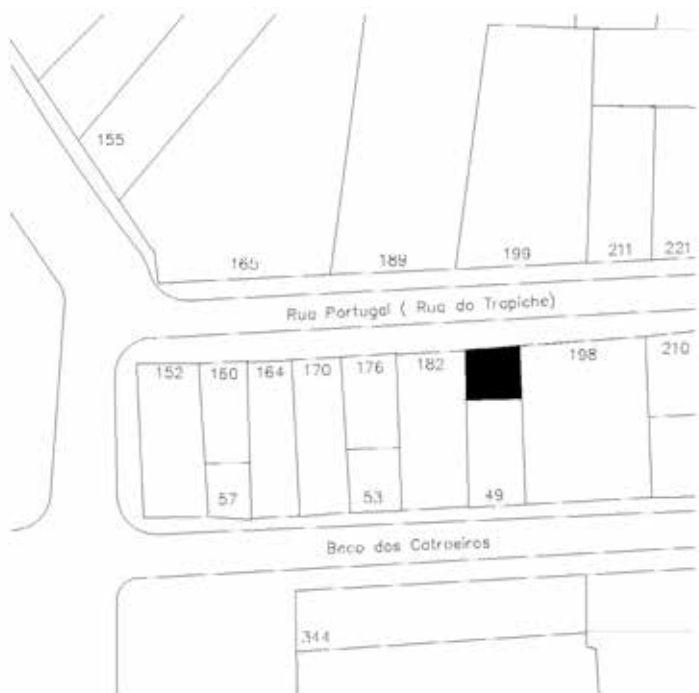 155
165 189 199 211 221
Rua Portugal ( Rua do Trapiche)
152 160 164 170 176 182 198 210
57 53 49
Beco dos Catraeiros
344